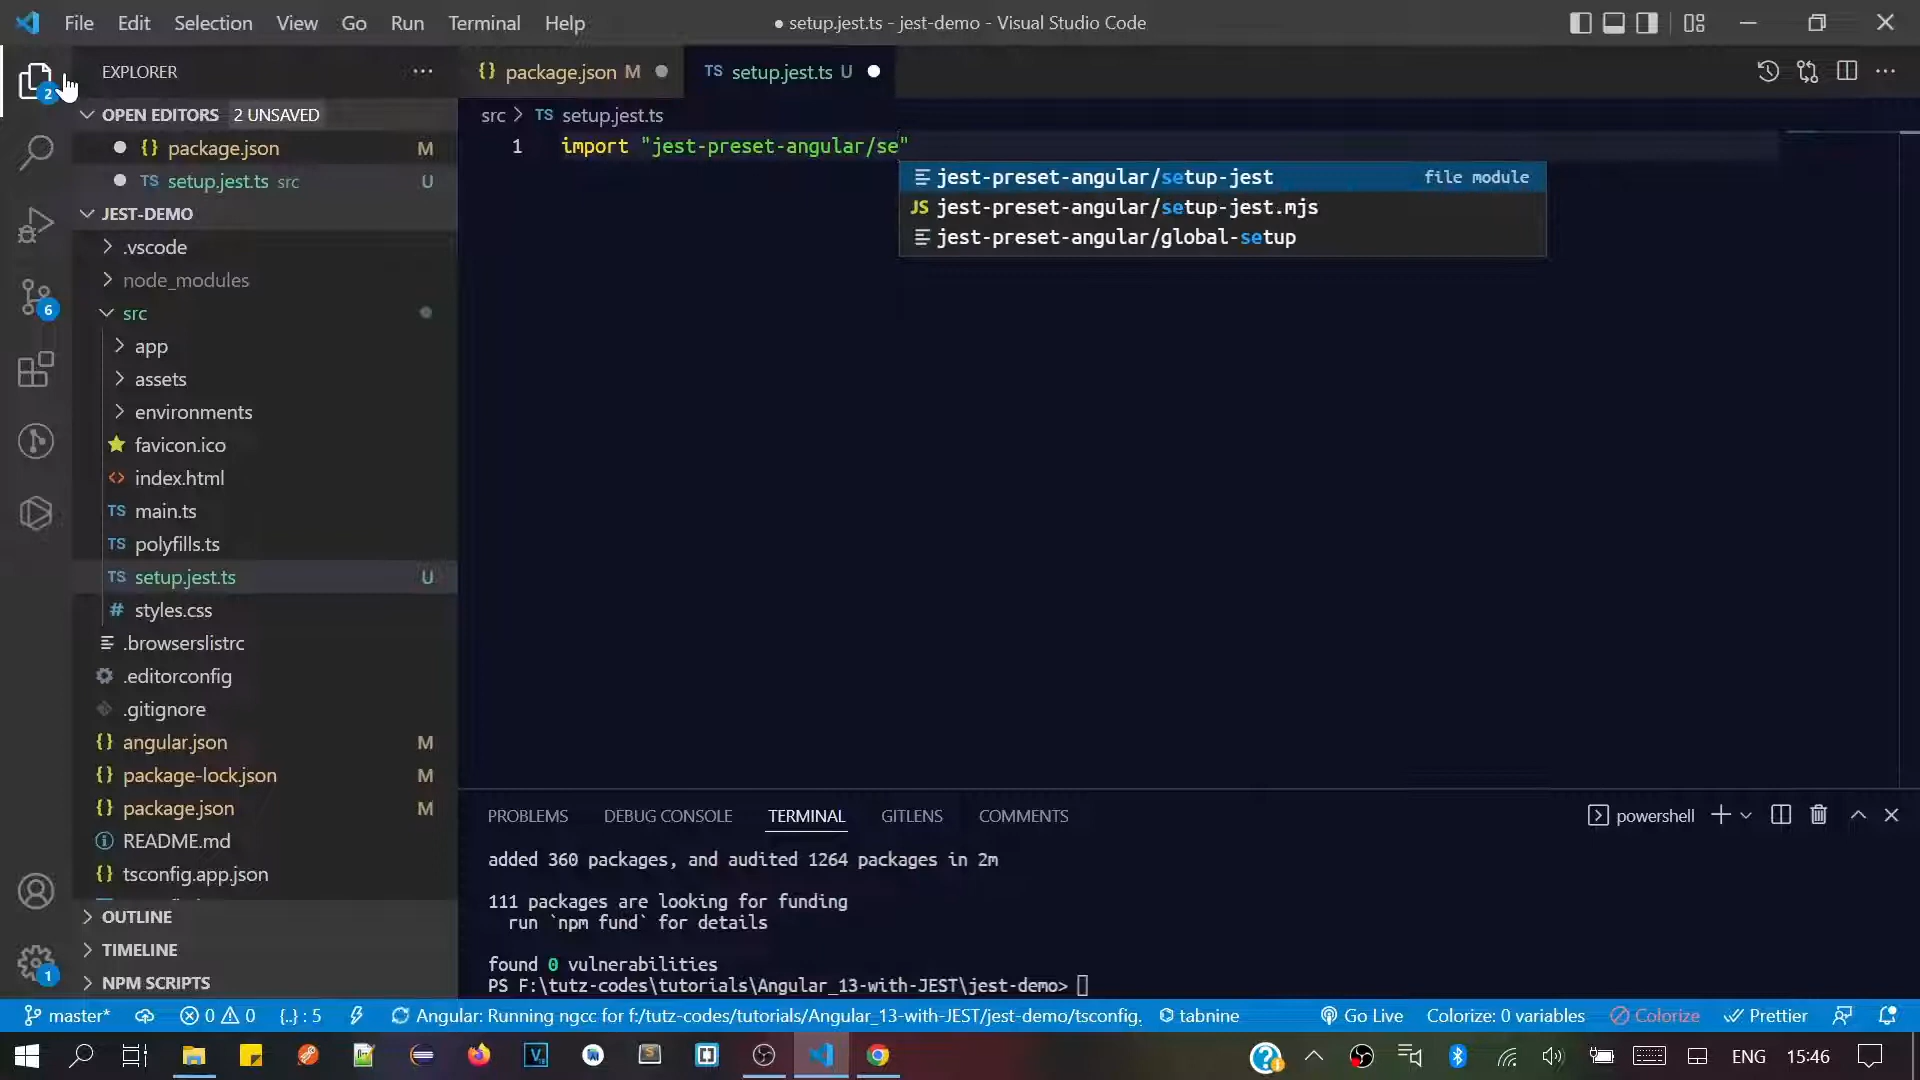 File Edit Selection View Go Run Terminal Help
● setup.jest.ts - jest-demo - Visual Studio Code
EXPLORER
2
OPEN EDITORS 2 UNSAVED
{} package.json M
TS setup.jest.ts src U
JEST-DEMO
.vscode
node_modules
src
app
assets
environments
favicon.ico
index.html
TS main.ts
TS polyfills.ts
TS setup.jest.ts U
# styles.css
.browserslistrc
.editorconfig
.gitignore
{} angular.json M
{} package-lock.json M
{} package.json M
README.md
{} tsconfig.app.json
OUTLINE
TIMELINE
NPM SCRIPTS
6
1
{} package.json M
TS setup.jest.ts U
src > TS setup.jest.ts
1 import "jest-preset-angular/se"
jest-preset-angular/setup-jest file module
JS jest-preset-angular/setup-jest.mjs
jest-preset-angular/global-setup
PROBLEMS DEBUG CONSOLE TERMINAL GITLENS COMMENTS
powershell
added 360 packages, and audited 1264 packages in 2m
111 packages are looking for funding
run `npm fund` for details
found 0 vulnerabilities
PS F:\tutz-codes\tutorials\Angular_13-with-JEST\jest-demo>
master* 0 0 {..} : 5 Angular: Running ngcc for f:/tutz-codes/tutorials/Angular_13-with-JEST/jest-demo/tsconfig. tabnine Go Live Colorize: 0 variables Colorize Prettier
ENG 15:46